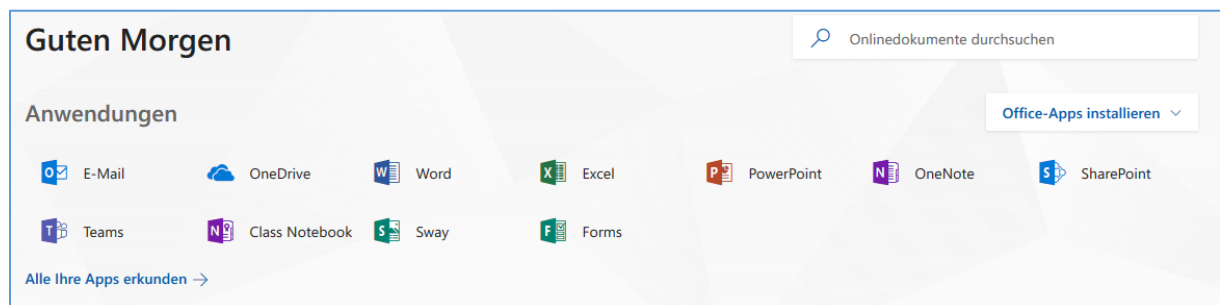 Guten Morgen
Onlinedokumente durchsuchen
Anwendungen
Office-Apps installieren
E-Mail OneDrive Word Excel PowerPoint OneNote SharePoint
Teams Class Notebook Sway Forms
Alle Ihre Apps erkunden →